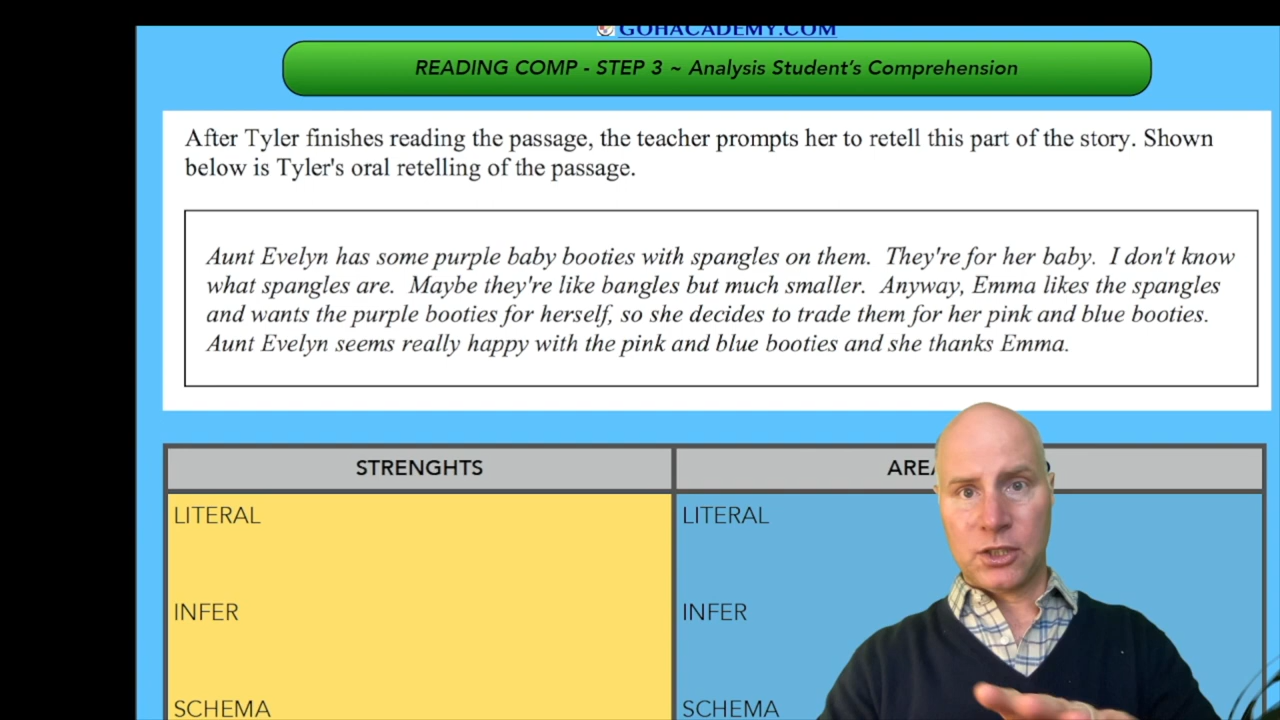 GOHACADEMY.COM
READING COMP - STEP 3 ~ Analysis Student's Comprehension
After Tyler finishes reading the passage, the teacher prompts her to retell this part of the story. Shown
below is Tyler's oral retelling of the passage.
Aunt Evelyn has some purple baby booties with spangles on them. They're for her baby. I don't know
what spangles are. Maybe they're like bangles but much smaller. Anyway, Emma likes the spangles
and wants the purple booties for herself, so she decides to trade them for her pink and blue booties.
Aunt Evelyn seems really happy with the pink and blue booties and she thanks Emma.
STRENGHTS
LITERAL
INFER
SCHEMA
LITERAL
INFER
SCHEMA